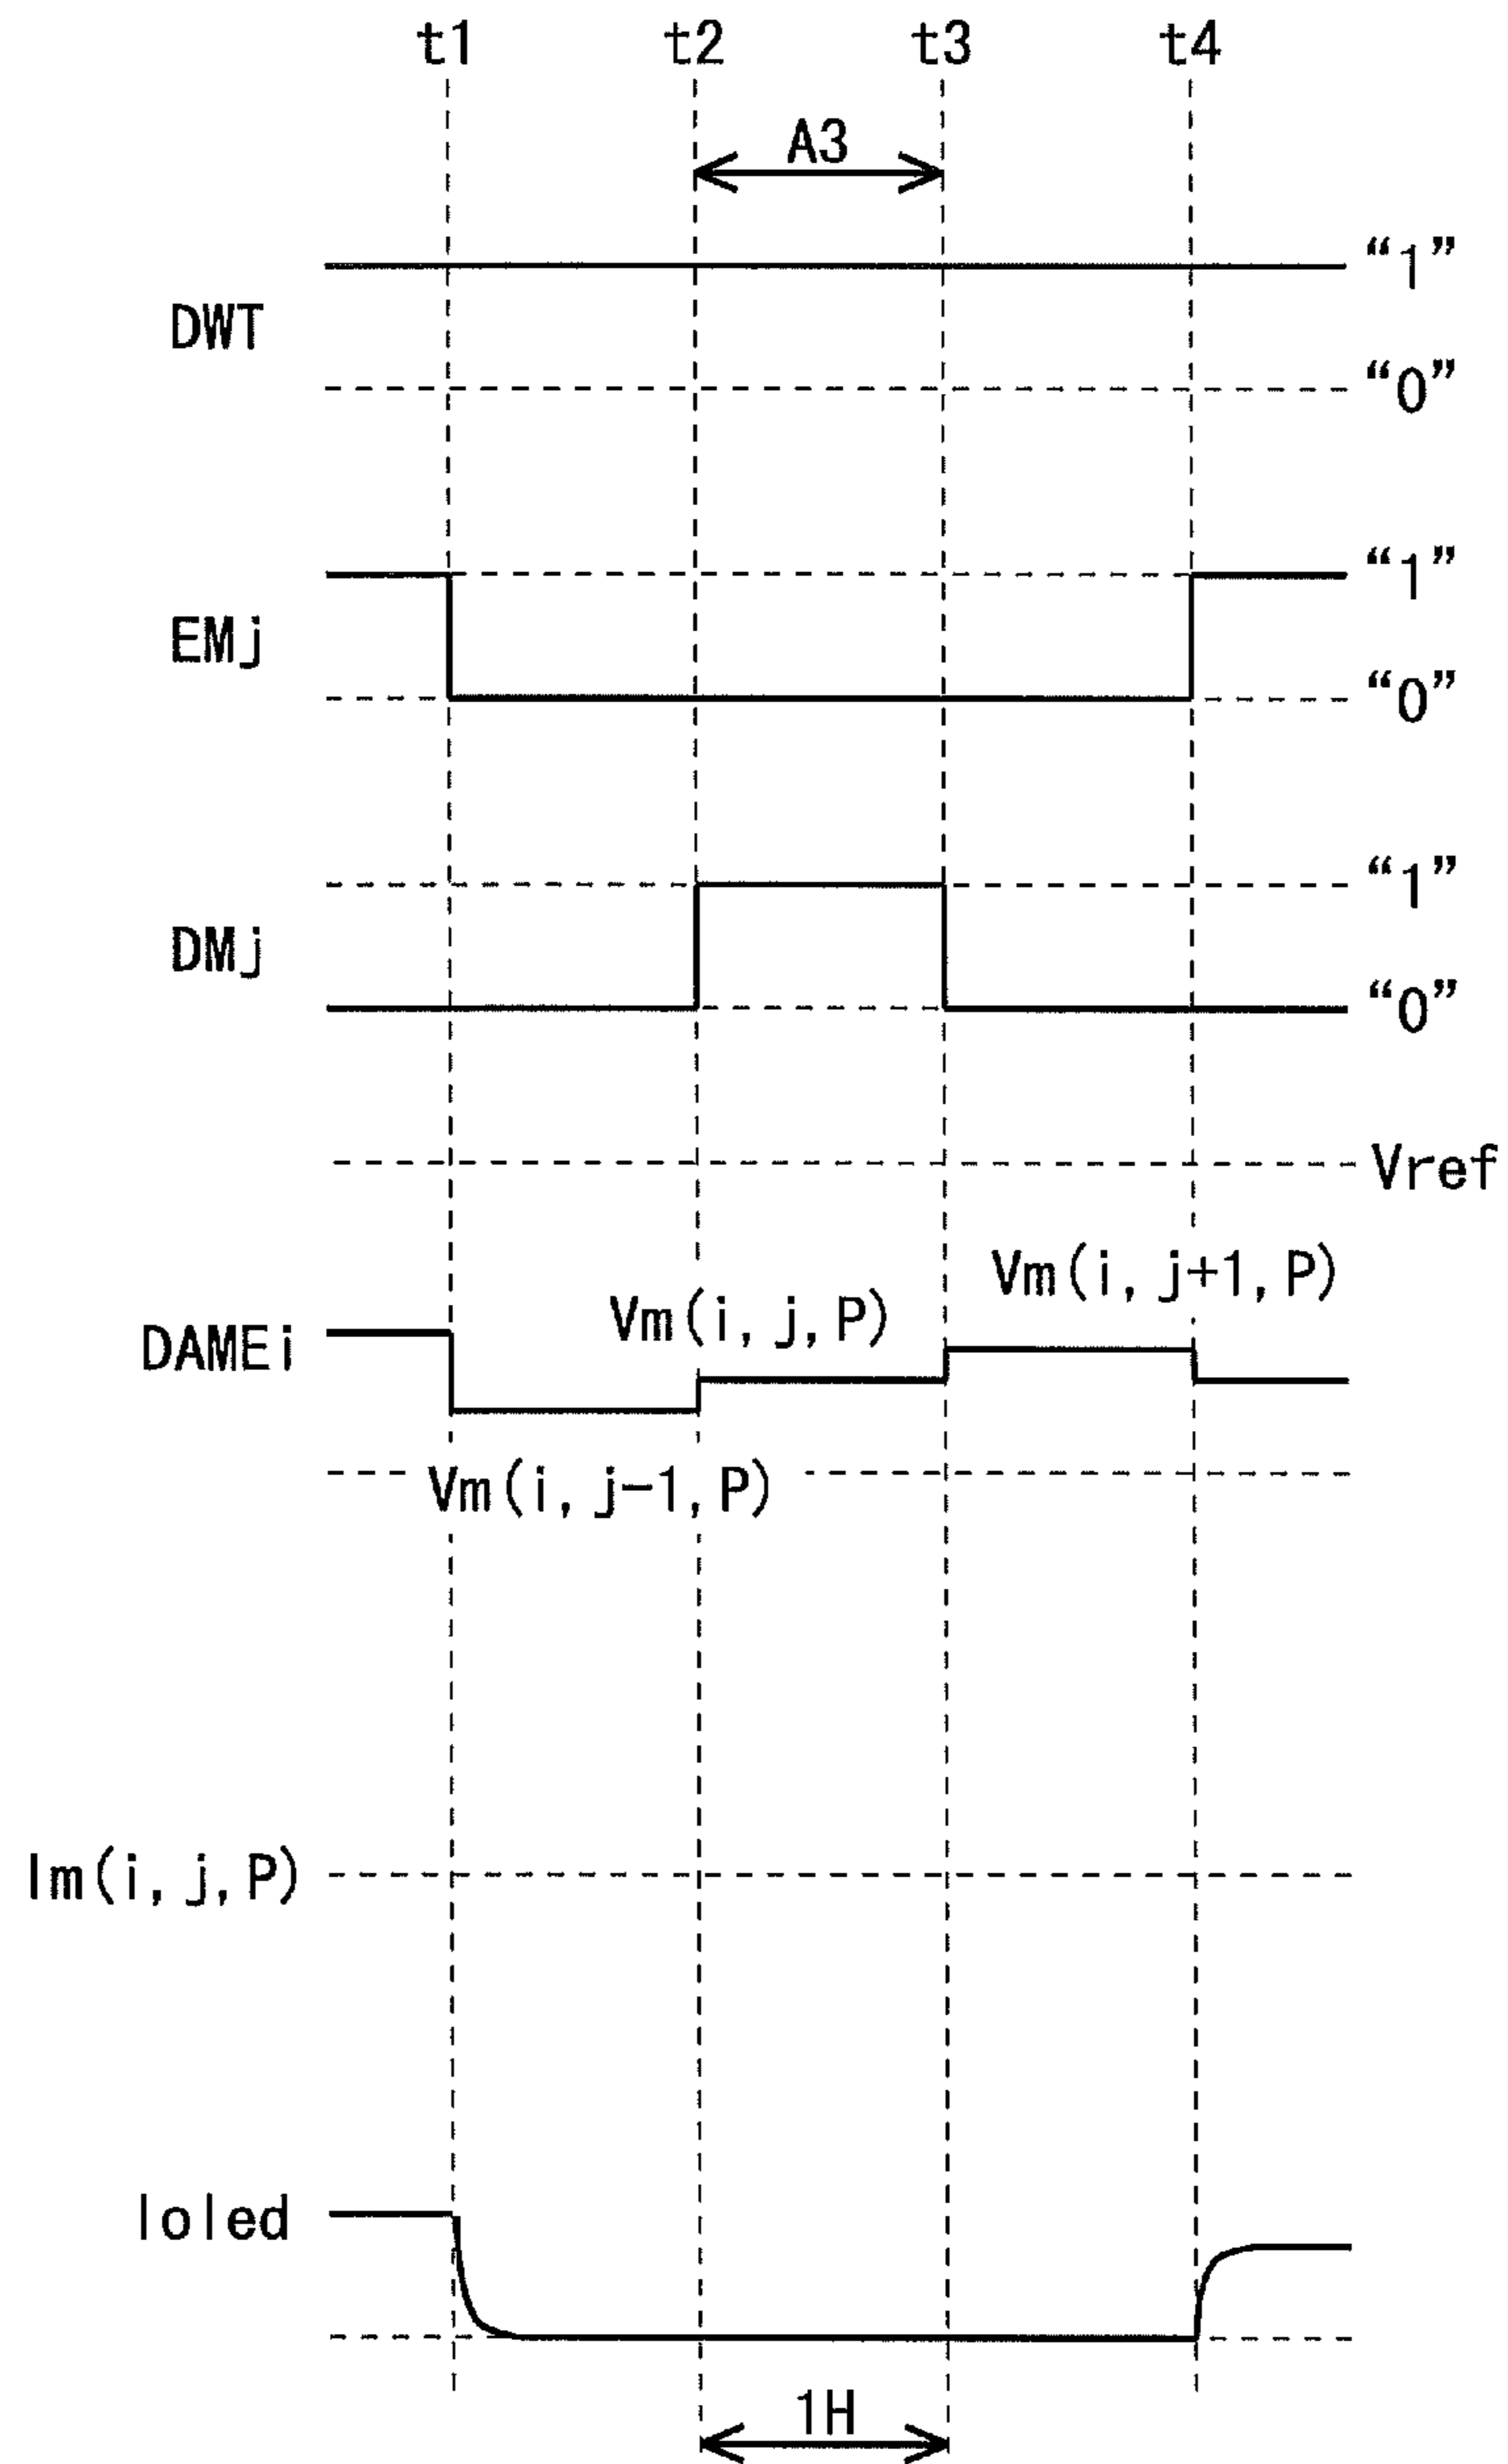 t1 t2 t3 t4
A3
“1”
DWT
“0”
“1”
EMj
“0”
“1”
DMj
“0”
Vref
Vm(i, j+1, P)
Vm(i, j, P)
DAMEi
Vm(i, j-1, P)
Im(i, j, P)
Ioled
1H